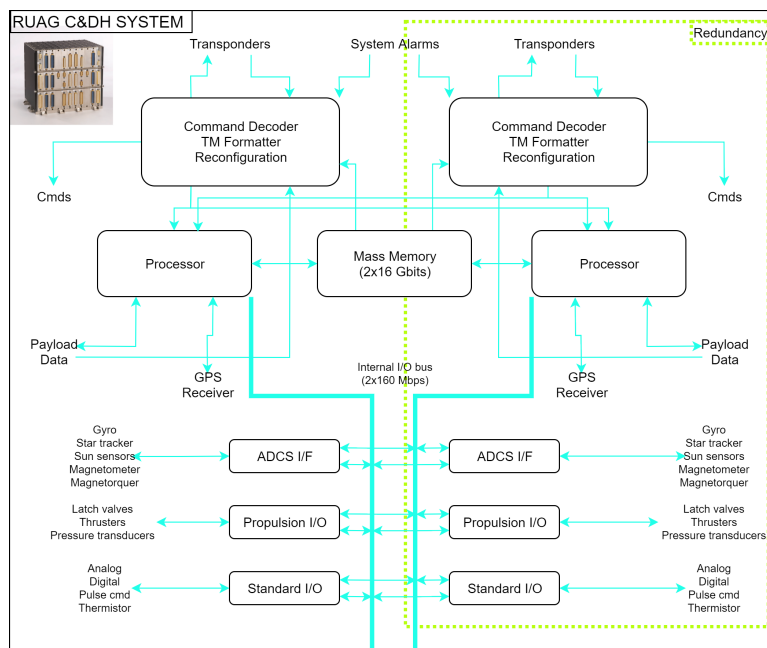 RUAG C&DH SYSTEM
Redundancy
Transponders
System Alarms
Transponders
Command Decoder
TM Formatter
Reconfiguration
Command Decoder
TM Formatter
Reconfiguration
Cmds
Cmds
Processor
Mass Memory
(2x16 Gbits)
Processor
Payload
Data
GPS
Receiver
Internal I/O bus
(2x160 Mbps)
GPS
Receiver
Payload
Data
Gyro
Star tracker
Sun sensors
Magnetometer
Magnetorquer
ADCS I/F
ADCS I/F
Gyro
Star tracker
Sun sensors
Magnetometer
Magnetorquer
Latch valves
Thrusters
Pressure transducers
Propulsion I/O
Propulsion I/O
Latch valves
Thrusters
Pressure transducers
Analog
Digital
Pulse cmd
Thermistor
Standard I/O
Standard I/O
Analog
Digital
Pulse cmd
Thermistor